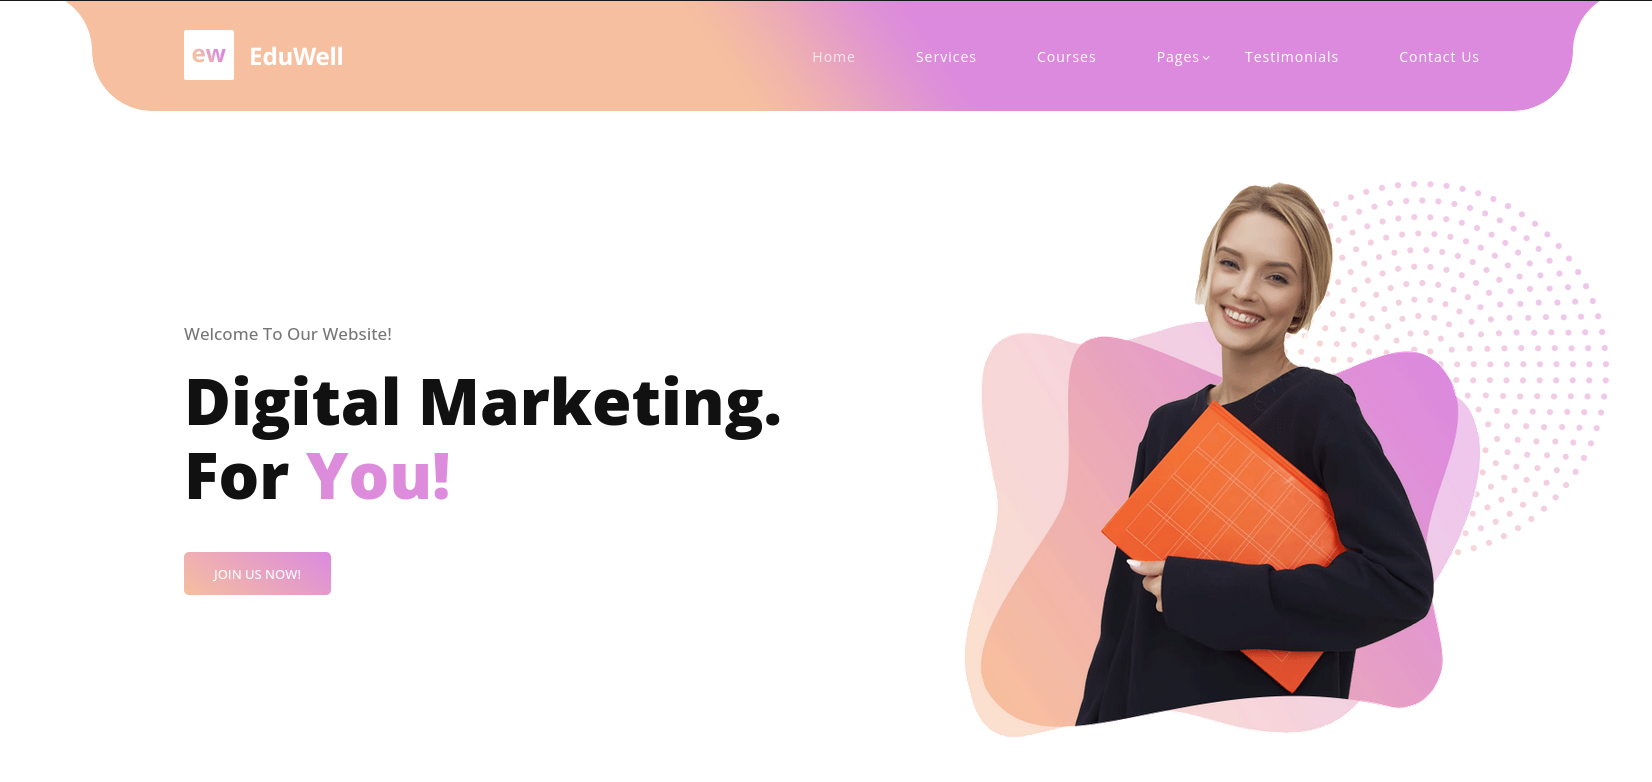 ew EduWell
Home Services Courses Pages Testimonials Contact Us
Welcome To Our Website!
Digital Marketing.
For You!
JOIN US NOW!